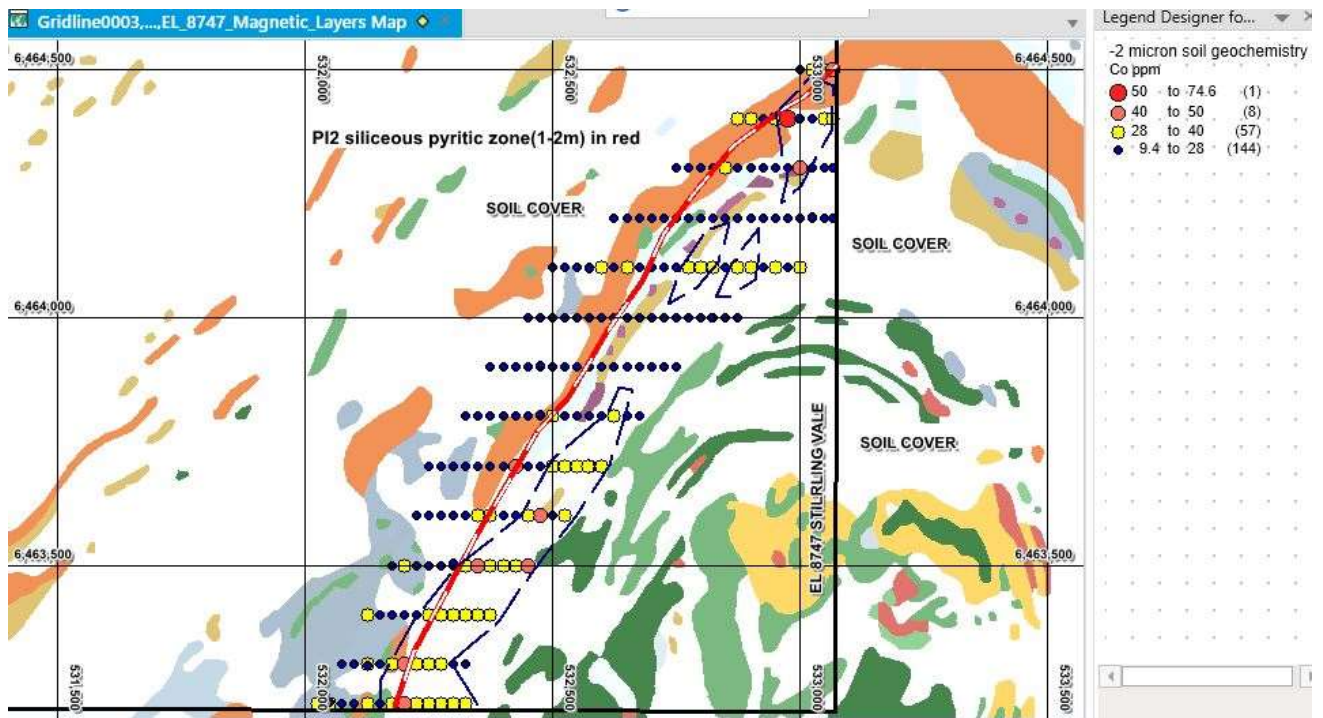 Gridline0003,...,EL_8747_Magnetic_Layers Map
Legend Designer fo...
-2 micron soil geochemistry
Co ppm
50 to 74.6 (1)
40 to 50 (8)
28 to 40 (57)
9.4 to 28 (144)
6,464,500
532,000
532,500
533,000
6,464,500
PI2 siliceous pyritic zone(1-2m) in red
SOIL COVER
SOIL COVER
6,464,000
6,464,000
SOIL COVER
EL 8747 STILRLING VALE
6,463,500
6,463,500
531,500
532,000
532,500
533,000
533,500